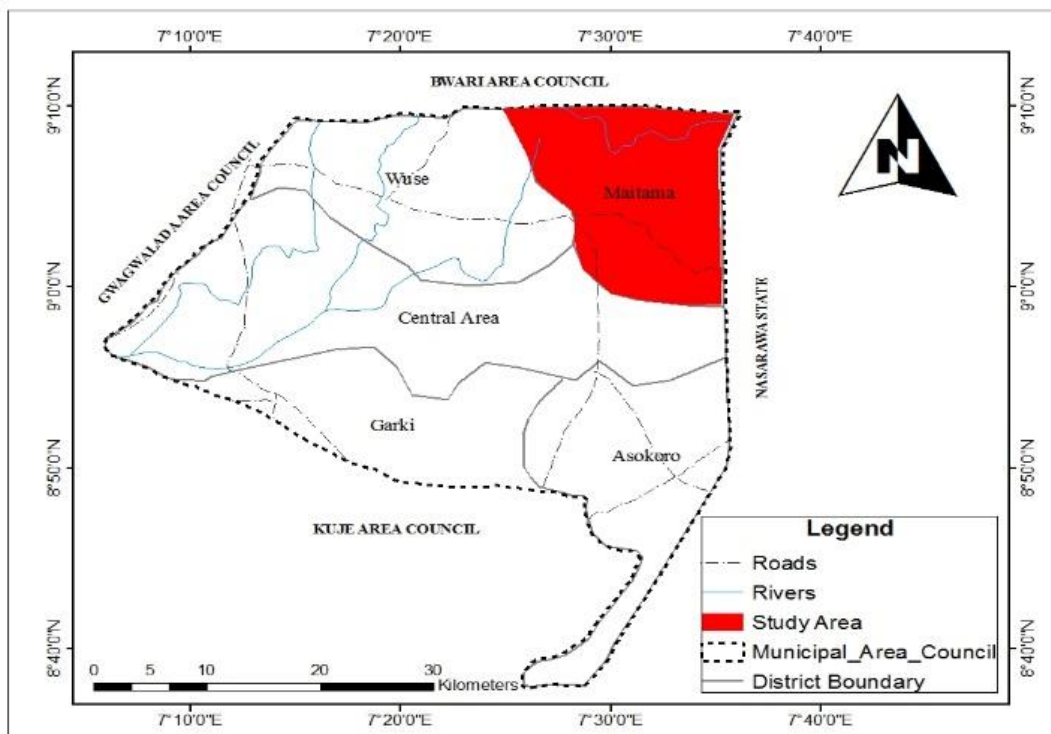 7°10'0"E 7°20'0"E 7°30'0"E 7°40'0"E
BWARI AREA COUNCIL
9°10'0"N 9°10'0"N
N
Wuse
Maitama
GWAGWALADA AREA COUNCIL
9°0'0"N 9°0'0"N
Central Area
NASARAWA STATE
Garki
Asokoro
8°50'0"N 8°50'0"N
KUJE AREA COUNCIL
Legend
Roads
Rivers
Study Area
Municipal_Area_Council
District Boundary
8°40'0"N 8°40'0"N
0 5 10 20 30
Kilometers
7°10'0"E 7°20'0"E 7°30'0"E 7°40'0"E